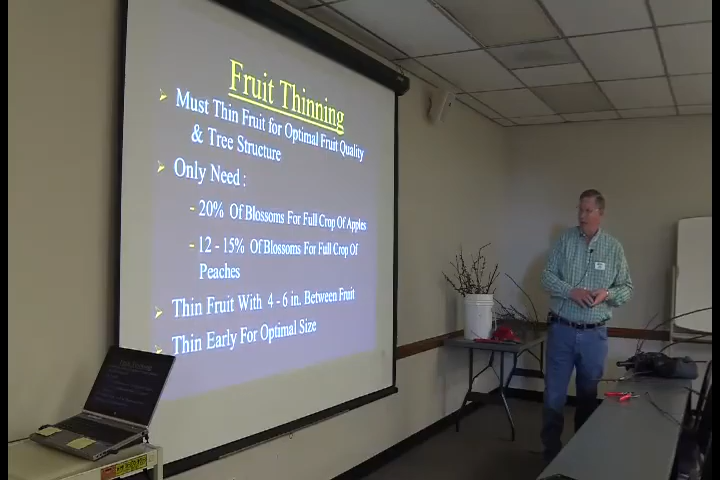 Fruit Thinning
Must Thin Fruit for Optimal Fruit Quality
& Tree Structure
Only Need :
- 20% Of Blossoms For Full Crop Of Apples
- 12 - 15% Of Blossoms For Full Crop Of
Peaches
Thin Fruit With 4 - 6 in. Between Fruit
Thin Early For Optimal Size